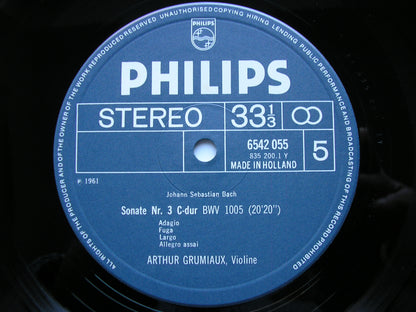 ALL RIGHTS OF THE PRODUCER AND OF THE OWNER OF THE WORK REPRODUCED RESERVED UNAUTHORISED COPYING HIRING LENDING PUBLIC PERFORMANCE AND BROADCASTING OF THIS RECORD PROHIBITED
PHILIPS
PHILIPS
STEREO 33⅓
6542 055
835 200.1 Y
MADE IN HOLLAND
5
℗ 1961
Johann Sebastian Bach
Sonate Nr. 3 C-dur BWV 1005 (20'20")
Adagio
Fuga
Largo
Allegro assai
ARTHUR GRUMIAUX, Violine